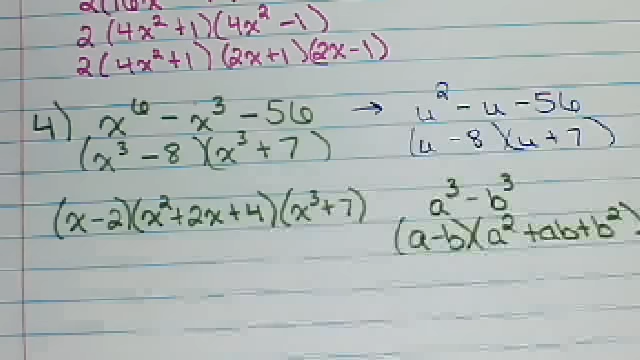 2(4x²+1)(4x²-1)
2(4x²+1)(2x+1)(2x-1)
4) x⁶ - x³ - 56 → u² - u - 56
(x³ - 8)(x³ + 7) (u - 8)(u + 7)
(x-2)(x²+2x+4)(x³+7) a³ - b³
(a-b)(a²+ab+b²)